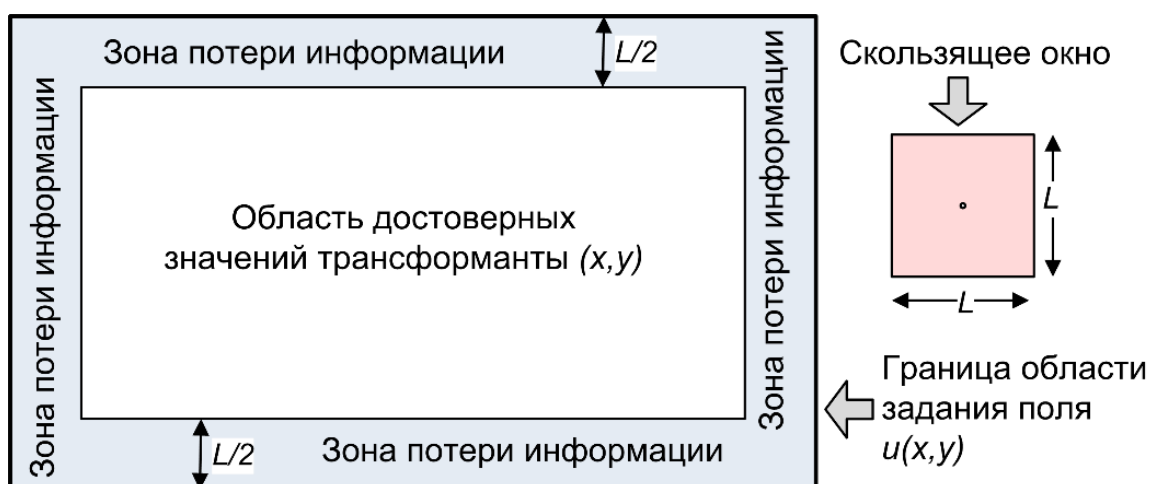 Зона потери информации
L/2
Зона потери информации
Область достоверных
значений трансформанты (x,y)
Зона потери информации
L/2
Зона потери информации
Скользящее окно
L
L
Граница области
задания поля
u(x,y)